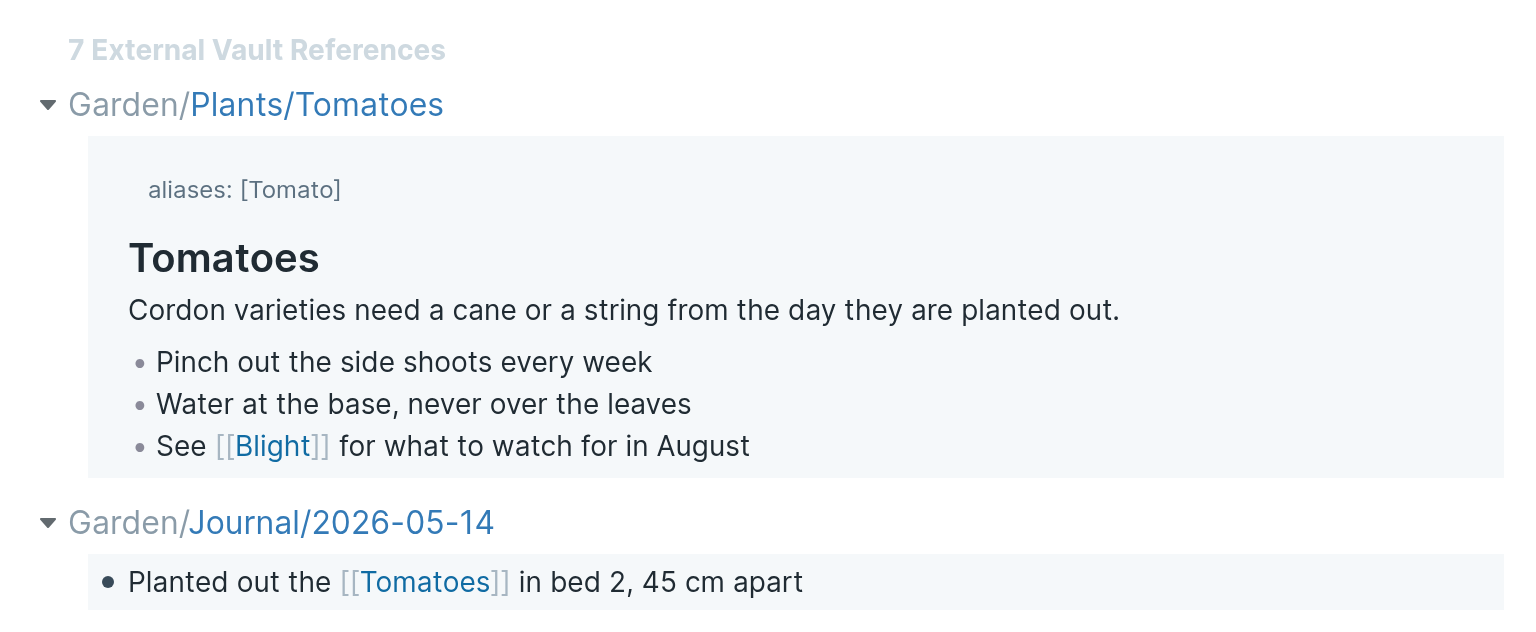 7 External Vault References
Garden/Plants/Tomatoes
aliases: [Tomato]
Tomatoes
Cordon varieties need a cane or a string from the day they are planted out.
Pinch out the side shoots every week
Water at the base, never over the leaves
See [[Blight]] for what to watch for in August
Garden/Journal/2026-05-14
Planted out the [[Tomatoes]] in bed 2, 45 cm apart